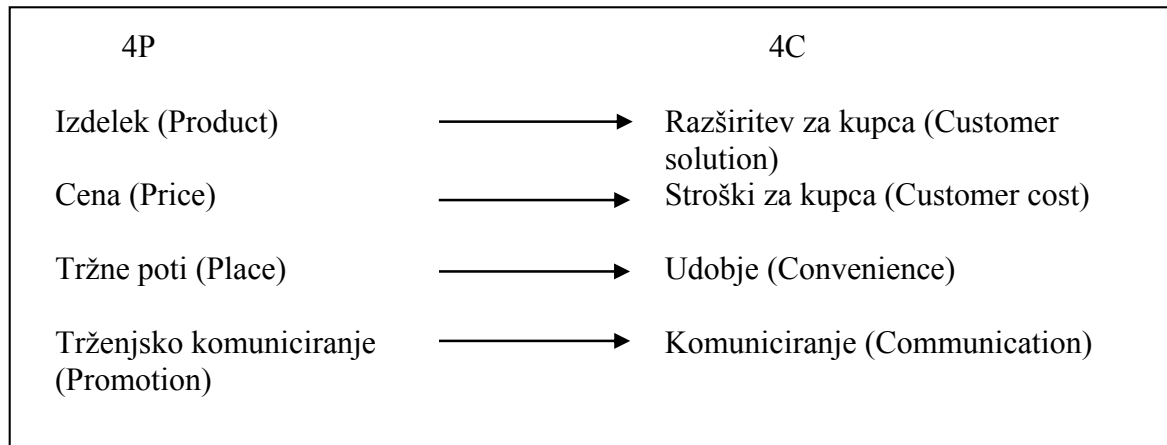 4P 4C
Izdelek (Product) Razširitev za kupca (Customer
solution)
Cena (Price) Stroški za kupca (Customer cost)
Tržne poti (Place) Udobje (Convenience)
Trženjsko komuniciranje Komuniciranje (Communication)
(Promotion)